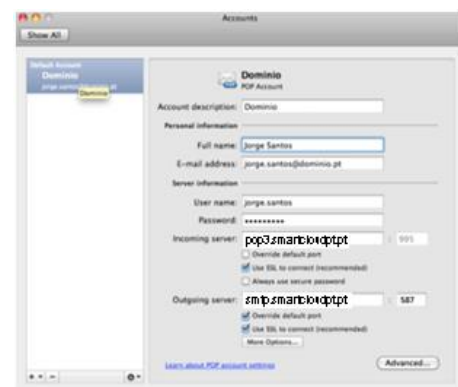 Accounts
Show All
Default Account
Dominio
Dominio
Dominio
POP Account
Account description: Dominio
Personal information
Full name: Jorge Santos
E-mail address: jorge.santos@dominio.pt
Server information
User name: jorge.santos
Password: •••••••••
Incoming server: pop3.smartcloudpt.pt : 995
Override default port
Use SSL to connect (recommended)
Always use secure password
Outgoing server: smtp.smartcloudpt.pt : 587
Override default port
Use SSL to connect (recommended)
More Options...
Learn about POP account settings
Advanced...